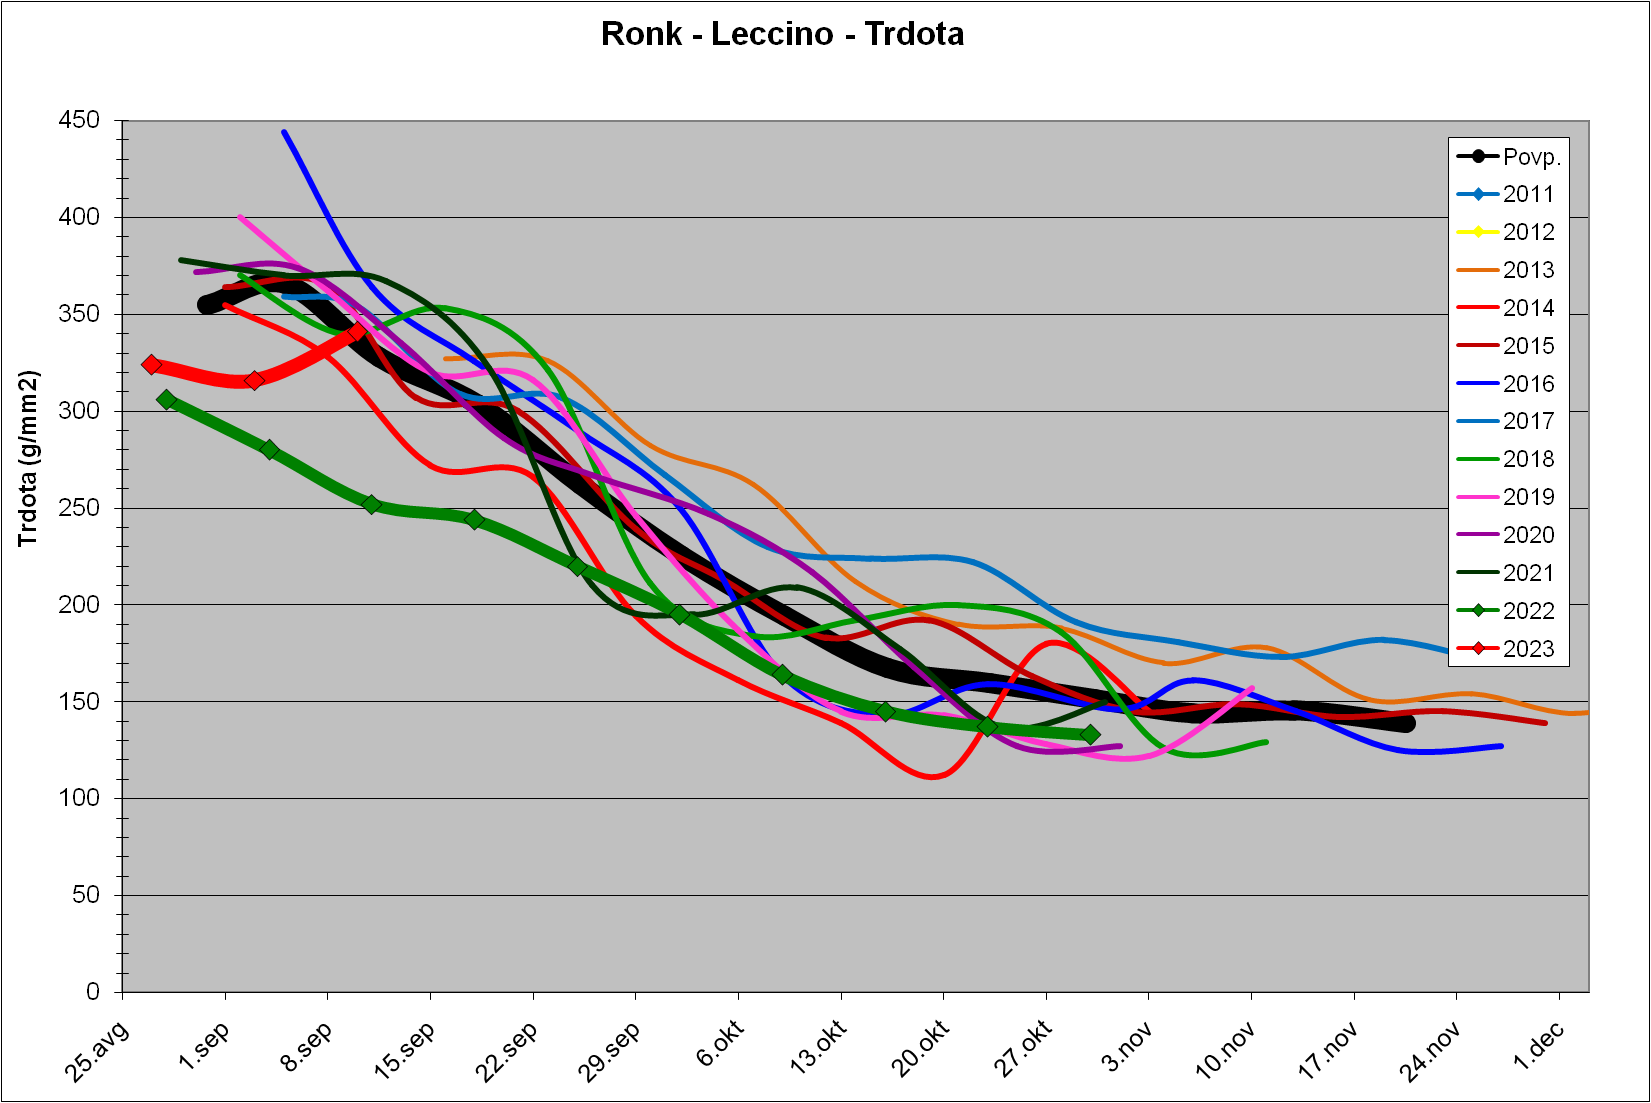 Ronk - Leccino - Trdota
Trdota (g/mm2)
450
400
350
300
250
200
150
100
50
0
25.avg
1.sep
8.sep
15.sep
22.sep
29.sep
6.okt
13.okt
20.okt
27.okt
3.nov
10.nov
17.nov
24.nov
1.dec
Povp.
2011
2012
2013
2014
2015
2016
2017
2018
2019
2020
2021
2022
2023